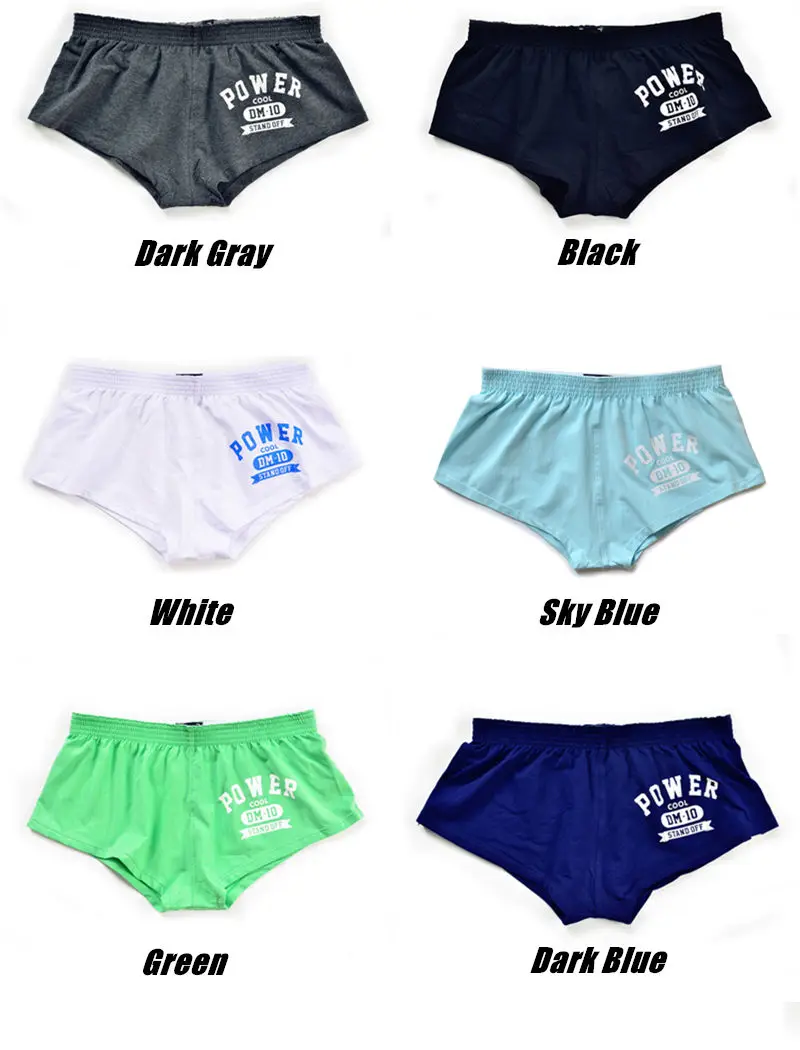 POWER
COOL
DM-10
STAND OFF
POWER
COOL
DM-10
STAND OFF
Dark Gray
Black
POWER
COOL
DM-10
STAND OFF
POWER
COOL
DM-10
STAND OFF
White
Sky Blue
POWER
COOL
DM-10
STAND OFF
POWER
COOL
DM-10
STAND OFF
Green
Dark Blue